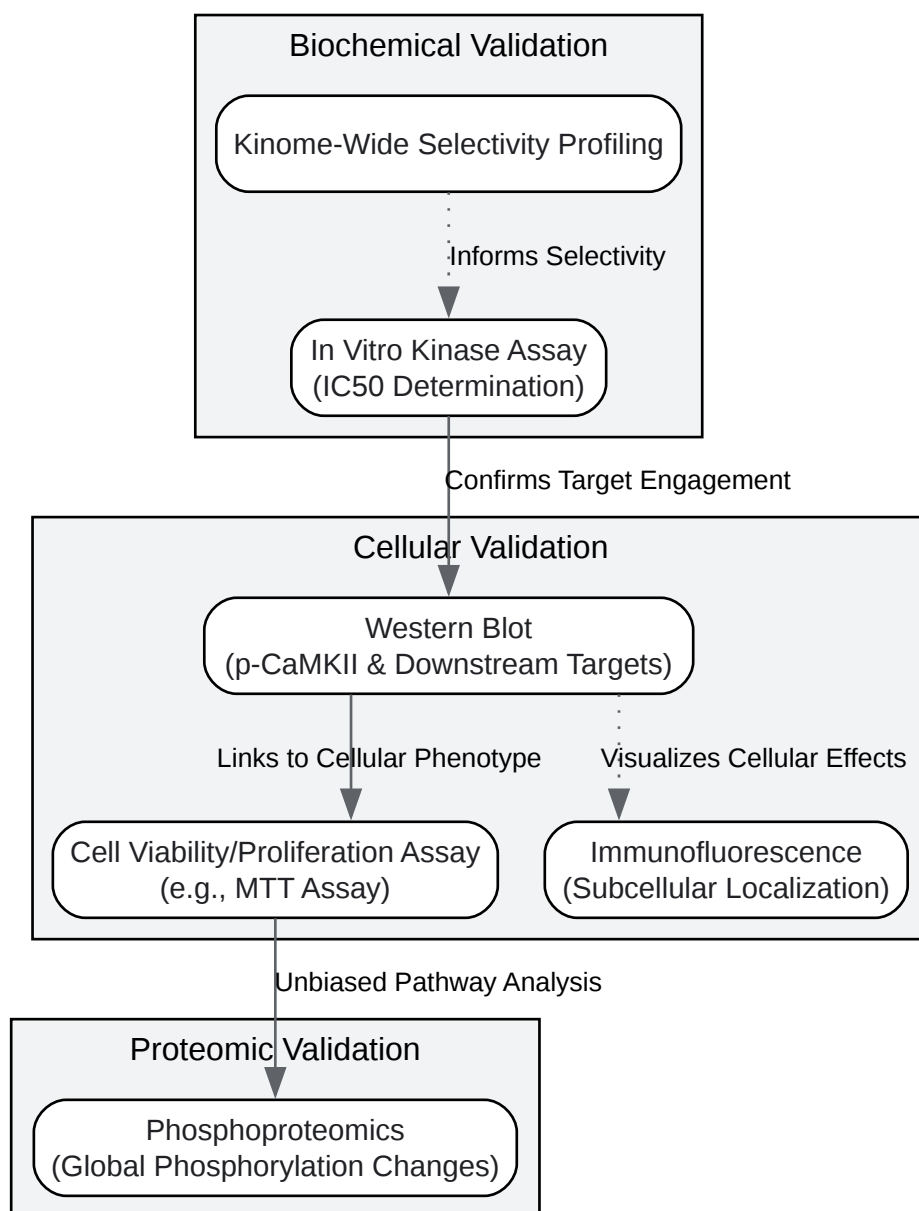 Biochemical Validation
Kinome-Wide Selectivity Profiling
Informs Selectivity
In Vitro Kinase Assay
(IC50 Determination)
Confirms Target Engagement
Cellular Validation
Western Blot
(p-CaMKII & Downstream Targets)
Links to Cellular Phenotype
Visualizes Cellular Effects
Cell Viability/Proliferation Assay
(e.g., MTT Assay)
Immunofluorescence
(Subcellular Localization)
Unbiased Pathway Analysis
Proteomic Validation
Phosphoproteomics
(Global Phosphorylation Changes)